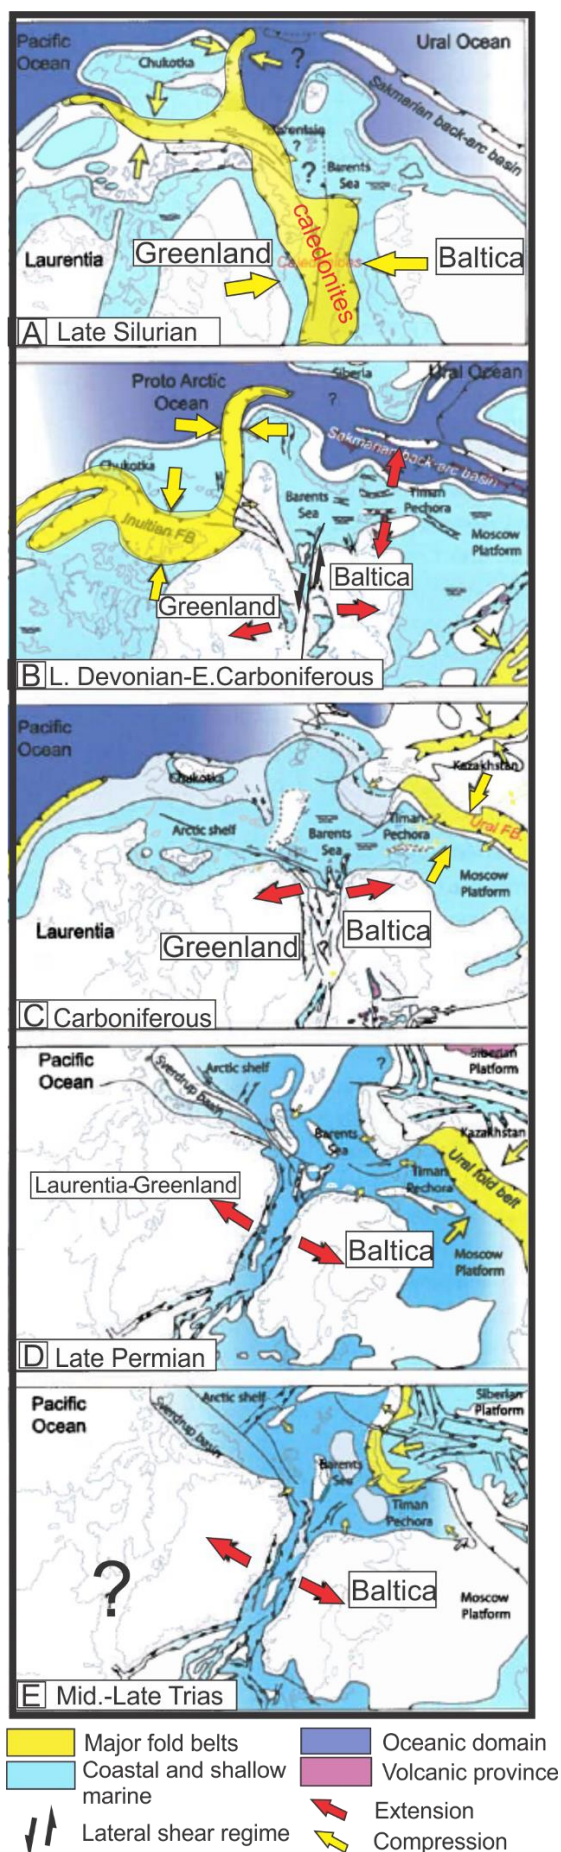 Pacific
Ocean
Chukotka
?
Ural Ocean
Sakmarian back-arc basin
?
?
Barents
Sea
Laurentia
Greenland
caledonites
Baltica
A Late Silurian
Siberia
Ural Ocean
Proto Arctic
Ocean
?
Sakmarian back-arc basin
Chukotka
Inuitian FB
Barents
Sea
Timan
Pechora
Moscow
Platform
Baltica
Greenland
B L. Devonian-E.Carboniferous
Pacific
Ocean
Chukotka
Kazakhstan
Arctic shelf
Barents
Sea
Timan
Pechora
Ural FB.
Moscow
Platform
Laurentia
Greenland
?
Baltica
C Carboniferous
Pacific
Ocean
Sverdrup basin
Arctic shelf
?
Siberian
Platform
Kazakhstan
Barents
Sea
Timan
Pechora
Ural fold belt
Laurentia-Greenland
Baltica
Moscow
Platform
D Late Permian
Pacific
Ocean
Sverdrup basin
Arctic shelf
Siberian
Platform
Barents
Sea
Timan
Pechora
?
Baltica
Moscow
Platform
E Mid.-Late Trias
Major fold belts
Oceanic domain
Coastal and shallow
marine
Volcanic province
Extension
Lateral shear regime
Compression